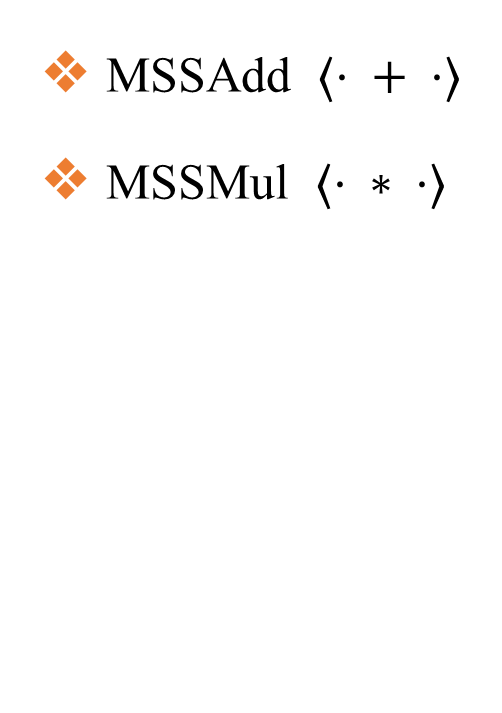 ❖ MSSAdd ⟨· + ·⟩
❖ MSSMul ⟨· * ·⟩